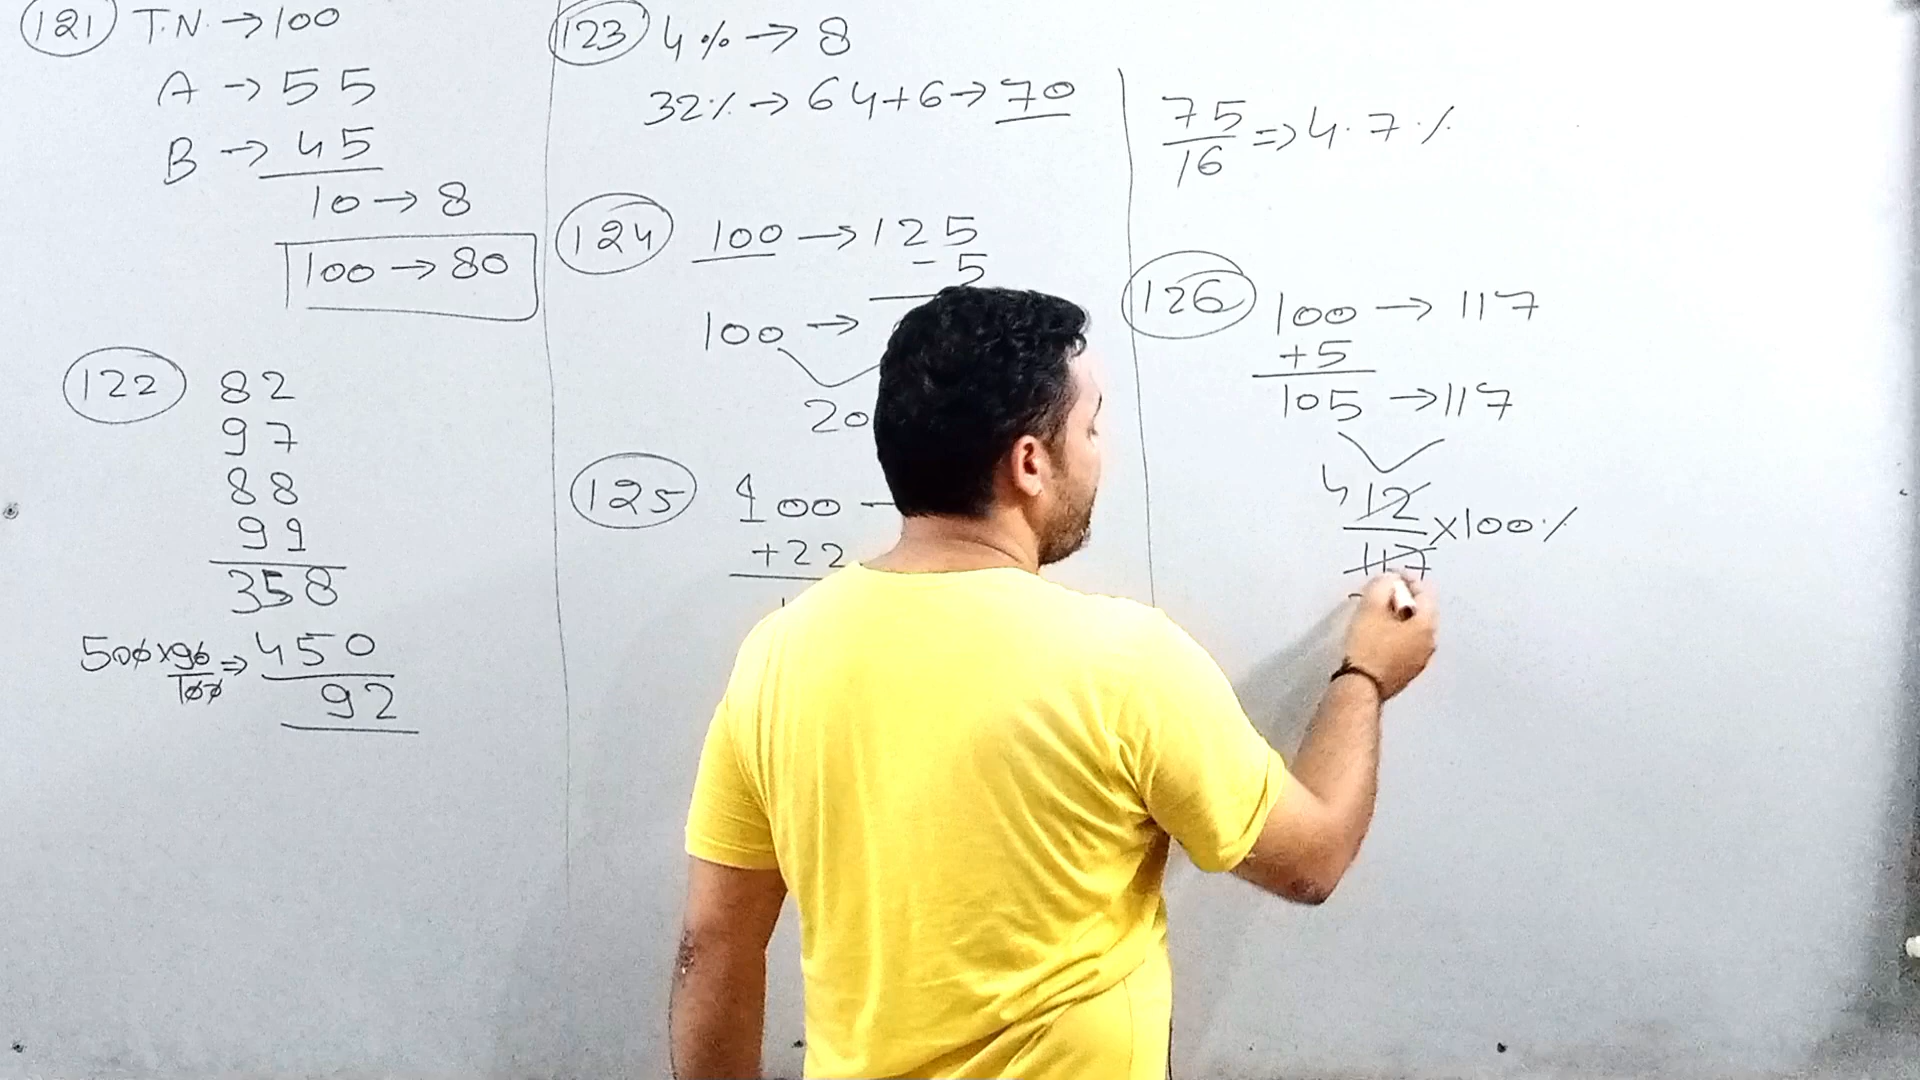 121 T.N. → 100
A → 55
B → 45
10 → 8
100 → 80
122 82
97
88
99
358
500×90/100 ⇒ 450
92
123 4% → 8
32% → 64+6 → 70
124 100 → 125
-5
100 →
20
125 100
+22
75/16 ⇒ 4.7%
126 100 → 117
+5
105 → 117
4
12/117 ×100%